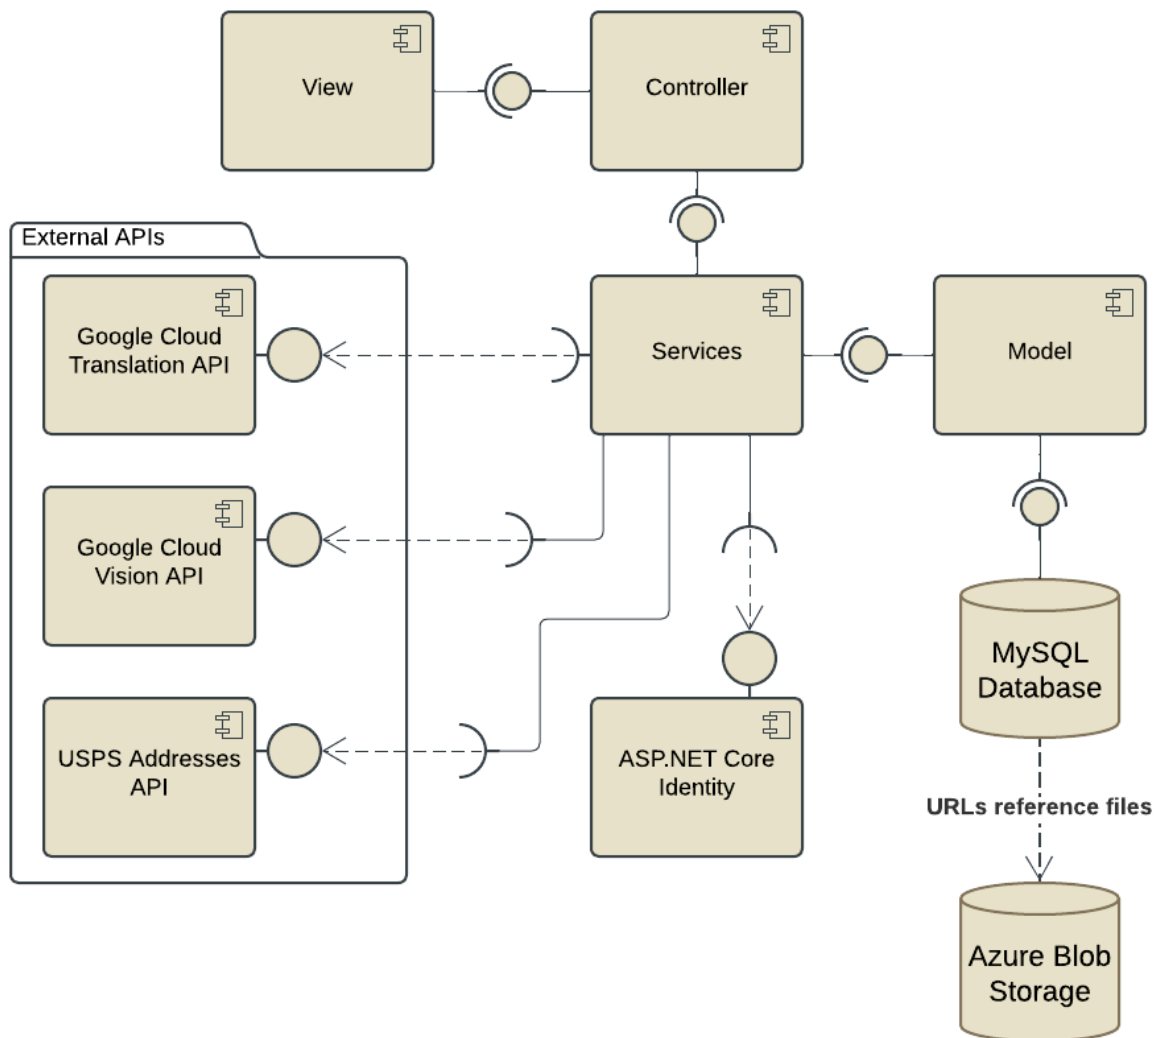 View
Controller
External APIs
Google Cloud
Translation API
Services
Model
Google Cloud
Vision API
MySQL
Database
USPS Addresses
API
ASP.NET Core
Identity
URLs reference files
Azure Blob
Storage